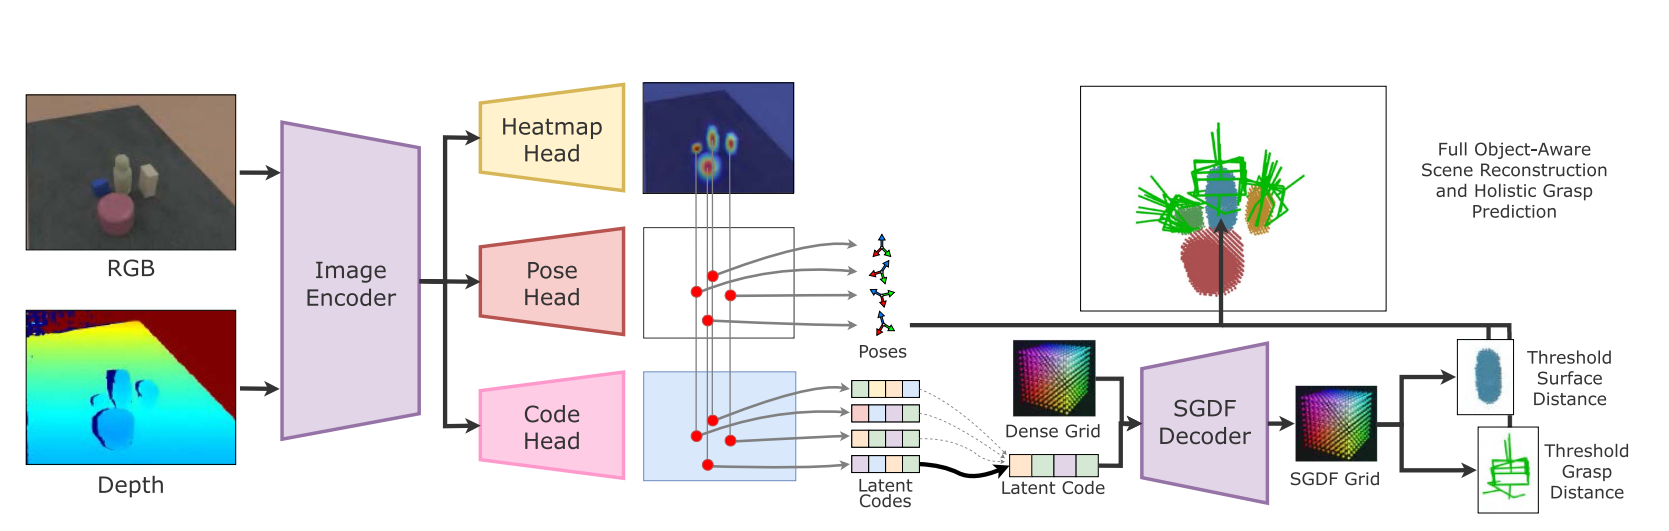 RGB
Depth
Image
Encoder
Heatmap
Head
Pose
Head
Code
Head
Poses
Latent
Codes
Dense Grid
Latent Code
SGDF
Decoder
SGDF Grid
Full Object-Aware
Scene Reconstruction
and Holistic Grasp
Prediction
Threshold
Surface
Distance
Threshold
Grasp
Distance